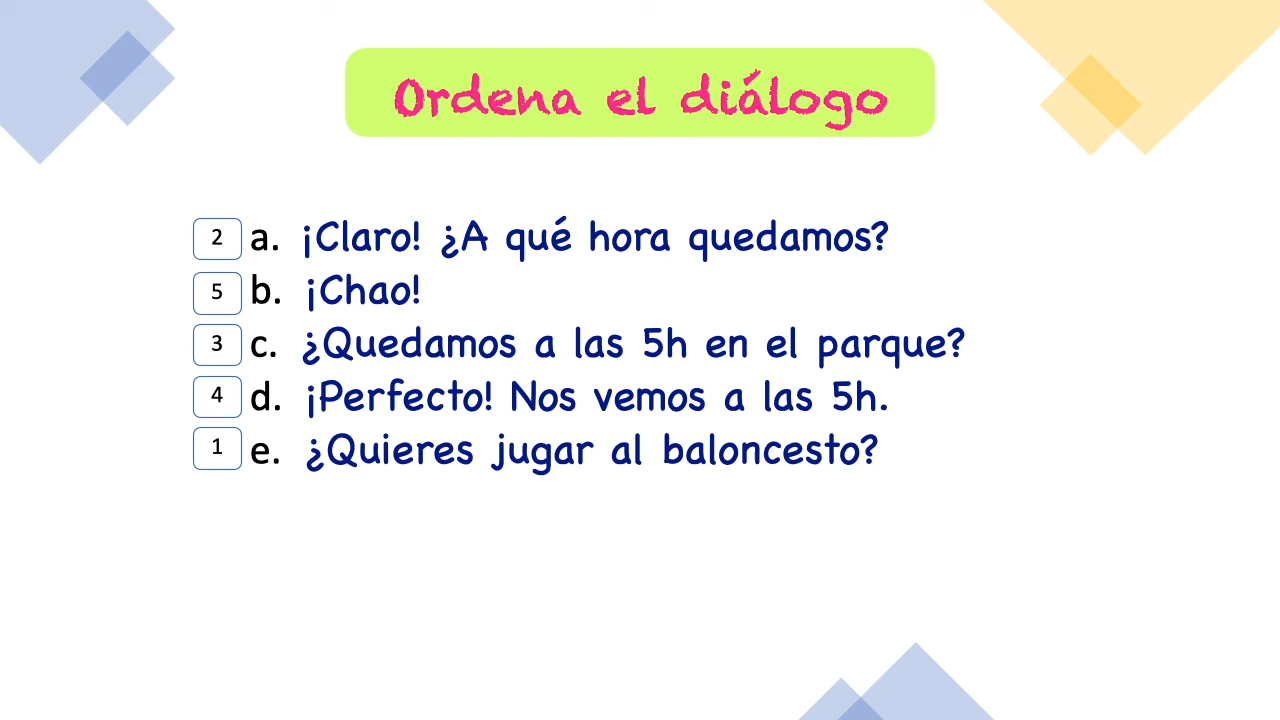 Ordena el diálogo
2 a. ¡Claro! ¿A qué hora quedamos?
5 b. ¡Chao!
3 c. ¿Quedamos a las 5h en el parque?
4 d. ¡Perfecto! Nos vemos a las 5h.
1 e. ¿Quieres jugar al baloncesto?